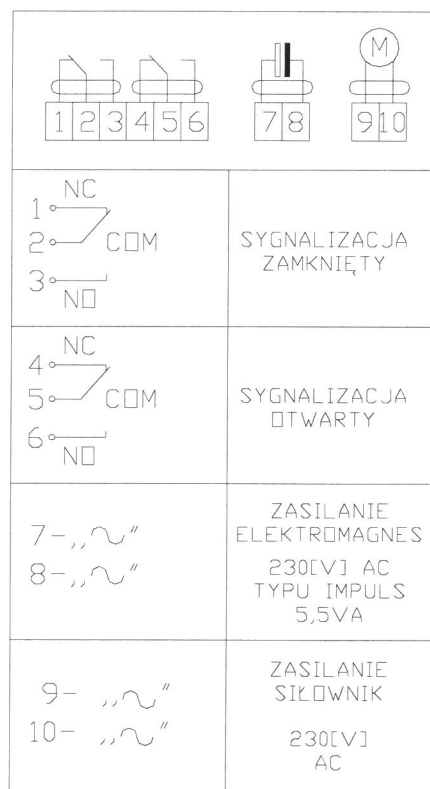 M
1 2 3 4 5 6 7 8 9 10
NC
1
2 COM
3
NO
SYGNALIZACJA
ZAMKNIĘTY
NC
4
5 COM
6
NO
SYGNALIZACJA
OTWARTY
7-„~”
8-„~”
ZASILANIE
ELEKTROMAGNES
230[V] AC
TYPU IMPULS
5,5VA
9- „~”
10- „~”
ZASILANIE
SIŁOWNIK
230[V]
AC